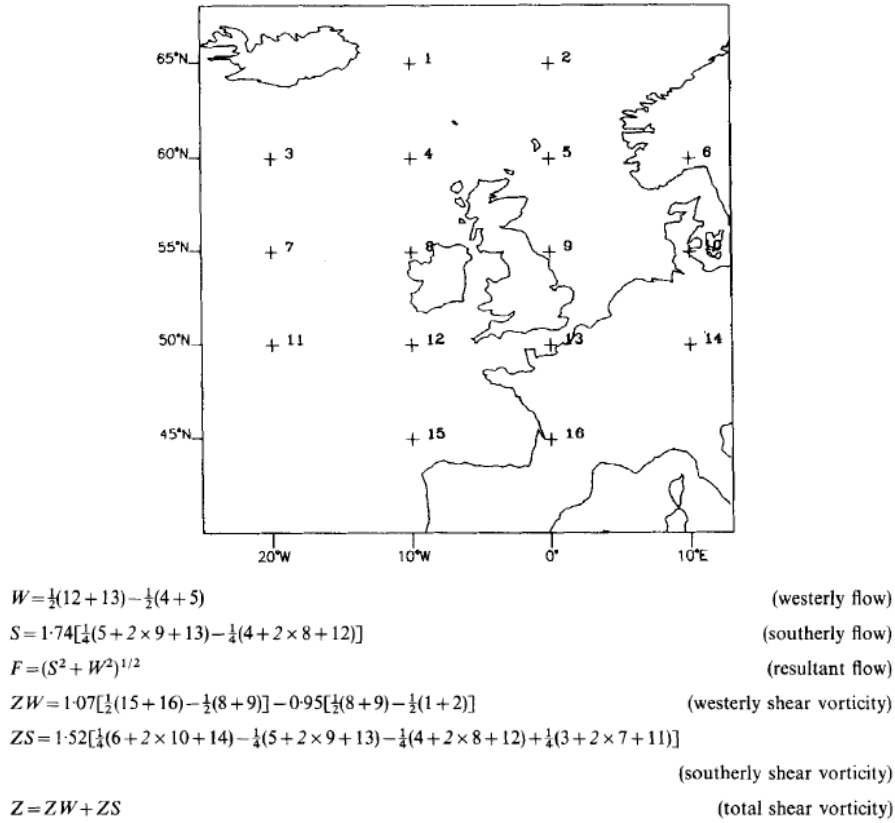 65°N 1 2
60°N 3 4 5 6
55°N 7 8 9 10
50°N 11 12 13 14
45°N 15 16
20°W 10°W 0° 10°E
W=½(12+13)−½(4+5) (westerly flow)
S=1·74[¼(5+2×9+13)−¼(4+2×8+12)] (southerly flow)
F=(S²+W²)^{1/2} (resultant flow)
ZW=1·07[½(15+16)−½(8+9)]−0·95[½(8+9)−½(1+2)] (westerly shear vorticity)
ZS=1·52[¼(6+2×10+14)−¼(5+2×9+13)−¼(4+2×8+12)+¼(3+2×7+11)]
(southerly shear vorticity)
Z=ZW+ZS (total shear vorticity)